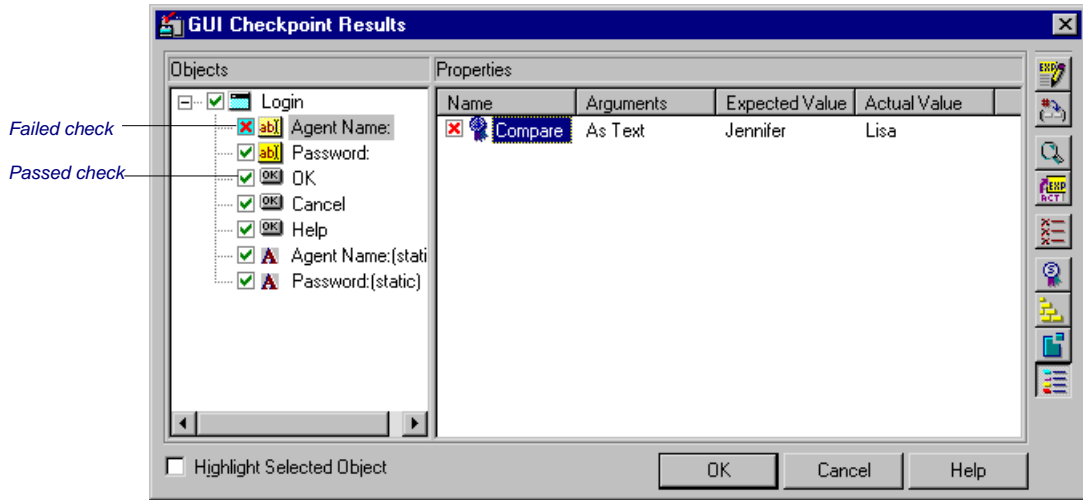 GUI Checkpoint Results
Objects
Properties
Login
Name Arguments Expected Value Actual Value
Failed check
Agent Name:
Compare As Text Jennifer Lisa
Password:
Passed check
OK
Cancel
Help
Agent Name:(stati
Password:(static)
Highlight Selected Object
OK Cancel Help